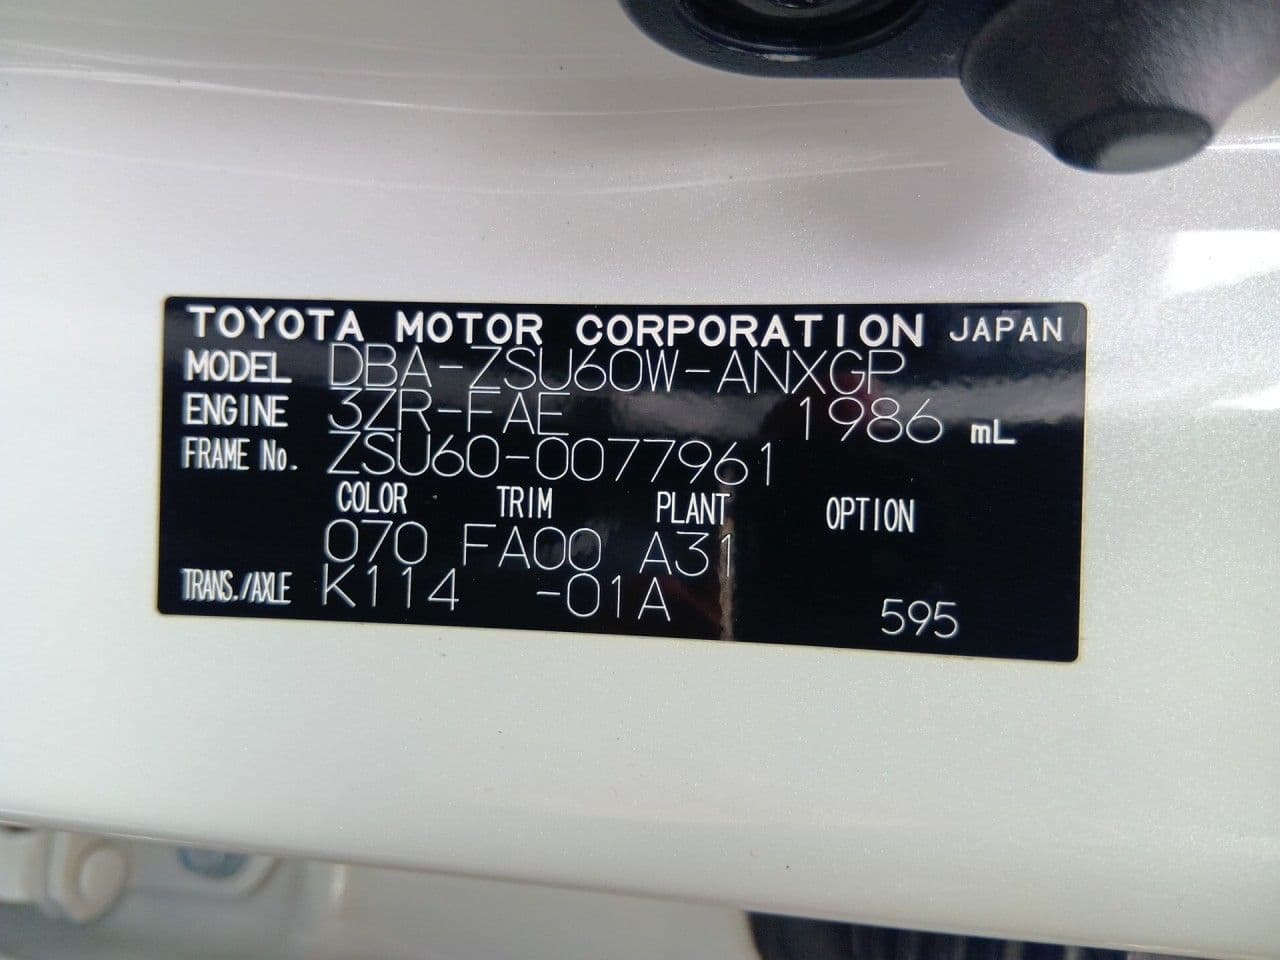 TOYOTA MOTOR CORPORATION JAPAN
MODEL DBA-ZSU60W-ANXGP
ENGINE 3ZR-FAE 1986 mL
FRAME No. ZSU60-0077961
COLOR TRIM PLANT OPTION
070 FA00 A31
TRANS./AXLE K114 -01A 595